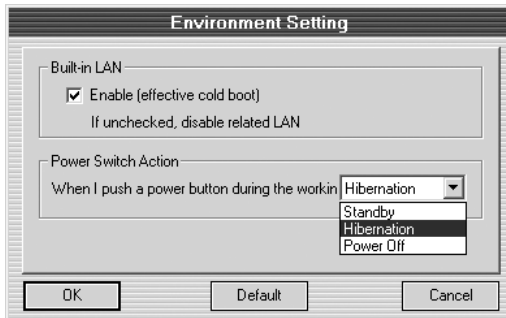 Environment Setting
Built-in LAN
Enable (effective cold boot)
If unchecked, disable related LAN
Power Switch Action
When I push a power button during the workin Hibernation
Standby
Hibernation
Power Off
OK Default Cancel